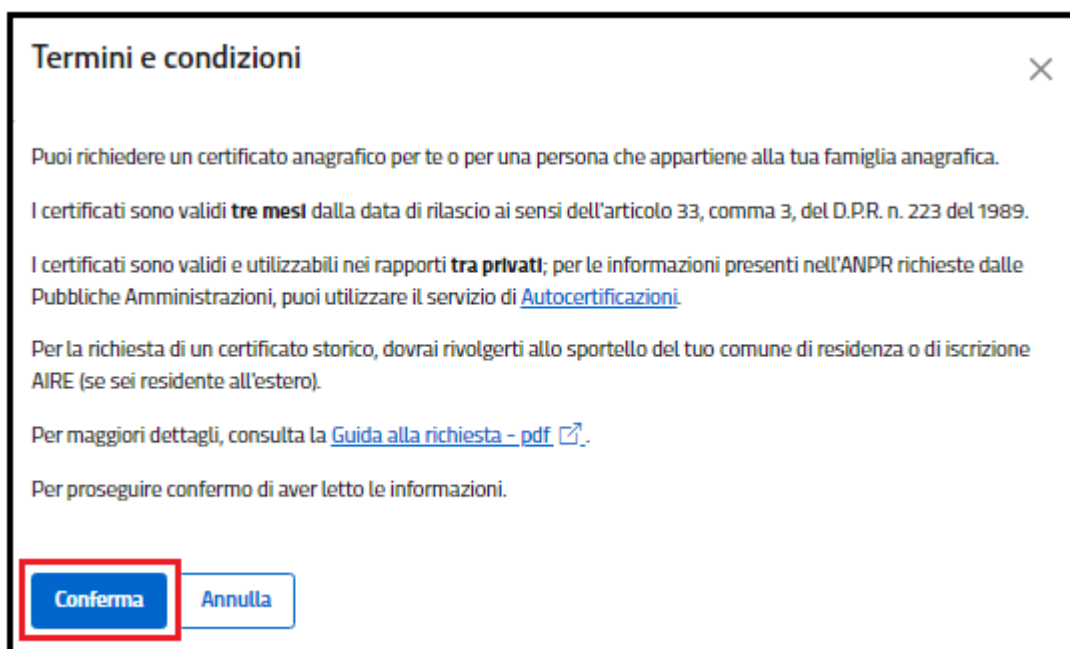 Termini e condizioni
Puoi richiedere un certificato anagrafico per te o per una persona che appartiene alla tua famiglia anagrafica.
I certificati sono validi tre mesi dalla data di rilascio ai sensi dell'articolo 33, comma 3, del D.P.R. n. 223 del 1989.
I certificati sono validi e utilizzabili nei rapporti tra privati; per le informazioni presenti nell'ANPR richieste dalle
Pubbliche Amministrazioni, puoi utilizzare il servizio di Autocertificazioni.
Per la richiesta di un certificato storico, dovrai rivolgerti allo sportello del tuo comune di residenza o di iscrizione
AIRE (se sei residente all'estero).
Per maggiori dettagli, consulta la Guida alla richiesta - pdf .
Per proseguire confermo di aver letto le informazioni.
Conferma Annulla